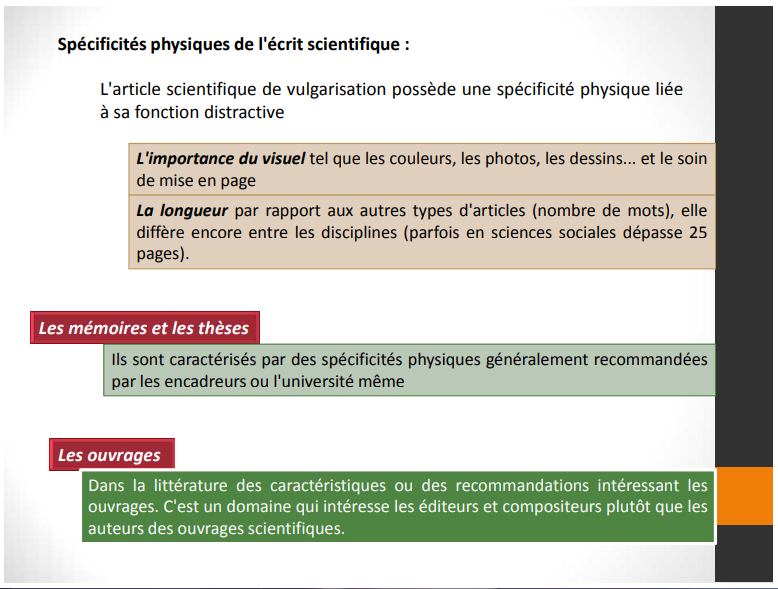 Spécificités physiques de l'écrit scientifique :
L'article scientifique de vulgarisation possède une spécificité physique liée
à sa fonction distractive
L'importance du visuel tel que les couleurs, les photos, les dessins... et le soin
de mise en page
La longueur par rapport aux autres types d'articles (nombre de mots), elle
diffère encore entre les disciplines (parfois en sciences sociales dépasse 25
pages).
Les mémoires et les thèses
Ils sont caractérisés par des spécificités physiques généralement recommandées
par les encadreurs ou l'université même
Les ouvrages
Dans la littérature des caractéristiques ou des recommandations intéressant les
ouvrages. C'est un domaine qui intéresse les éditeurs et compositeurs plutôt que les
auteurs des ouvrages scientifiques.